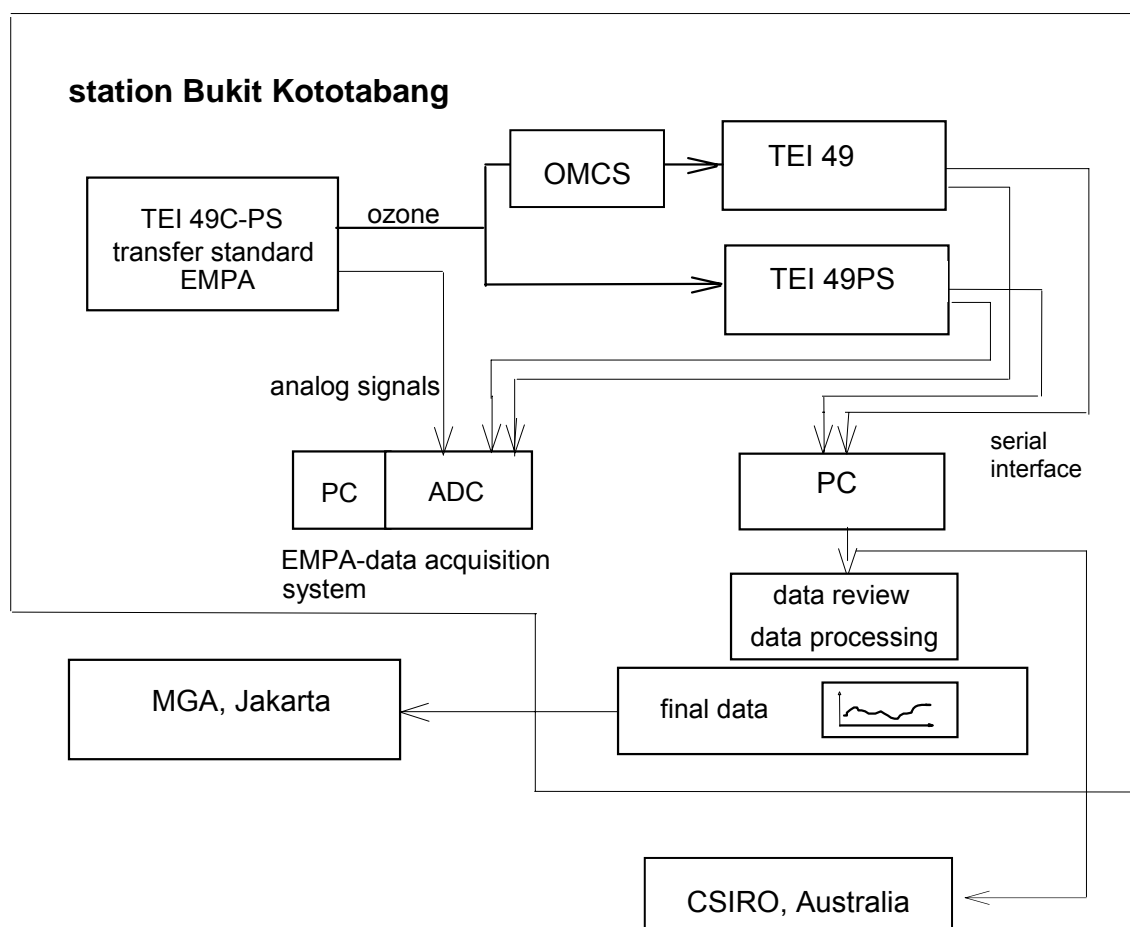 station Bukit Kototabang
OMCS
TEI 49
TEI 49C-PS
transfer standard
EMPA
ozone
TEI 49PS
analog signals
serial
interface
PC
ADC
PC
EMPA-data acquisition
system
data review
data processing
MGA, Jakarta
final data
CSIRO, Australia